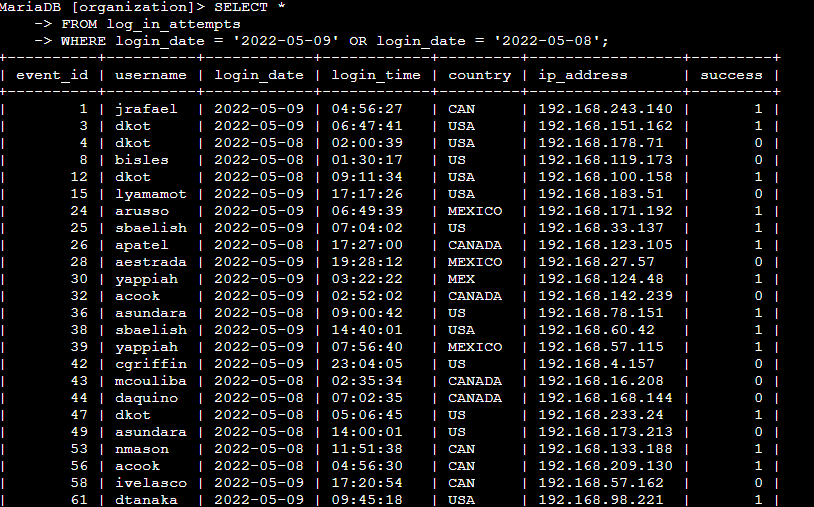 MariaDB [organization]> SELECT *
    -> FROM log_in_attempts
    -> WHERE login_date = '2022-05-09' OR login_date = '2022-05-08';
+----------+----------+------------+------------+---------+-----------------+---------+
| event_id | username | login_date | login_time | country | ip_address      | success |
+----------+----------+------------+------------+---------+-----------------+---------+
|        1 | jrafael  | 2022-05-09 | 04:56:27   | CAN     | 192.168.243.140 |       1 |
|        3 | dkot     | 2022-05-09 | 06:47:41   | USA     | 192.168.151.162 |       1 |
|        4 | dkot     | 2022-05-08 | 02:00:39   | USA     | 192.168.178.71  |       0 |
|        8 | bisles   | 2022-05-08 | 01:30:17   | US      | 192.168.119.173 |       0 |
|       12 | dkot     | 2022-05-08 | 09:11:34   | USA     | 192.168.100.158 |       1 |
|       15 | lyamamot | 2022-05-09 | 17:17:26   | USA     | 192.168.183.51  |       0 |
|       24 | arusso   | 2022-05-09 | 06:49:39   | MEXICO  | 192.168.171.192 |       1 |
|       25 | sbaelish | 2022-05-09 | 07:04:02   | US      | 192.168.33.137  |       1 |
|       26 | apatel   | 2022-05-08 | 17:27:00   | CANADA  | 192.168.123.105 |       1 |
|       28 | aestrada | 2022-05-09 | 19:28:12   | MEXICO  | 192.168.27.57   |       0 |
|       30 | yappiah  | 2022-05-09 | 03:22:22   | MEX     | 192.168.124.48  |       1 |
|       32 | acook    | 2022-05-09 | 02:52:02   | CANADA  | 192.168.142.239 |       0 |
|       36 | asundara | 2022-05-08 | 09:00:42   | US      | 192.168.78.151  |       1 |
|       38 | sbaelish | 2022-05-09 | 14:40:01   | USA     | 192.168.60.42   |       1 |
|       39 | yappiah  | 2022-05-09 | 07:56:40   | MEXICO  | 192.168.57.115  |       1 |
|       42 | cgriffin | 2022-05-09 | 23:04:05   | US      | 192.168.4.157   |       0 |
|       43 | mcouliba | 2022-05-08 | 02:35:34   | CANADA  | 192.168.16.208  |       0 |
|       44 | daquino  | 2022-05-08 | 07:02:35   | CANADA  | 192.168.168.144 |       0 |
|       47 | dkot     | 2022-05-08 | 05:06:45   | US      | 192.168.233.24  |       1 |
|       49 | asundara | 2022-05-08 | 14:00:01   | US      | 192.168.173.213 |       0 |
|       53 | nmason   | 2022-05-08 | 11:51:38   | CAN     | 192.168.133.188 |       1 |
|       56 | acook    | 2022-05-08 | 04:56:30   | CAN     | 192.168.209.130 |       1 |
|       58 | ivelasco | 2022-05-09 | 17:20:54   | CAN     | 192.168.57.162  |       0 |
|       61 | dtanaka  | 2022-05-09 | 09:45:18   | USA     | 192.168.98.221  |       1 |